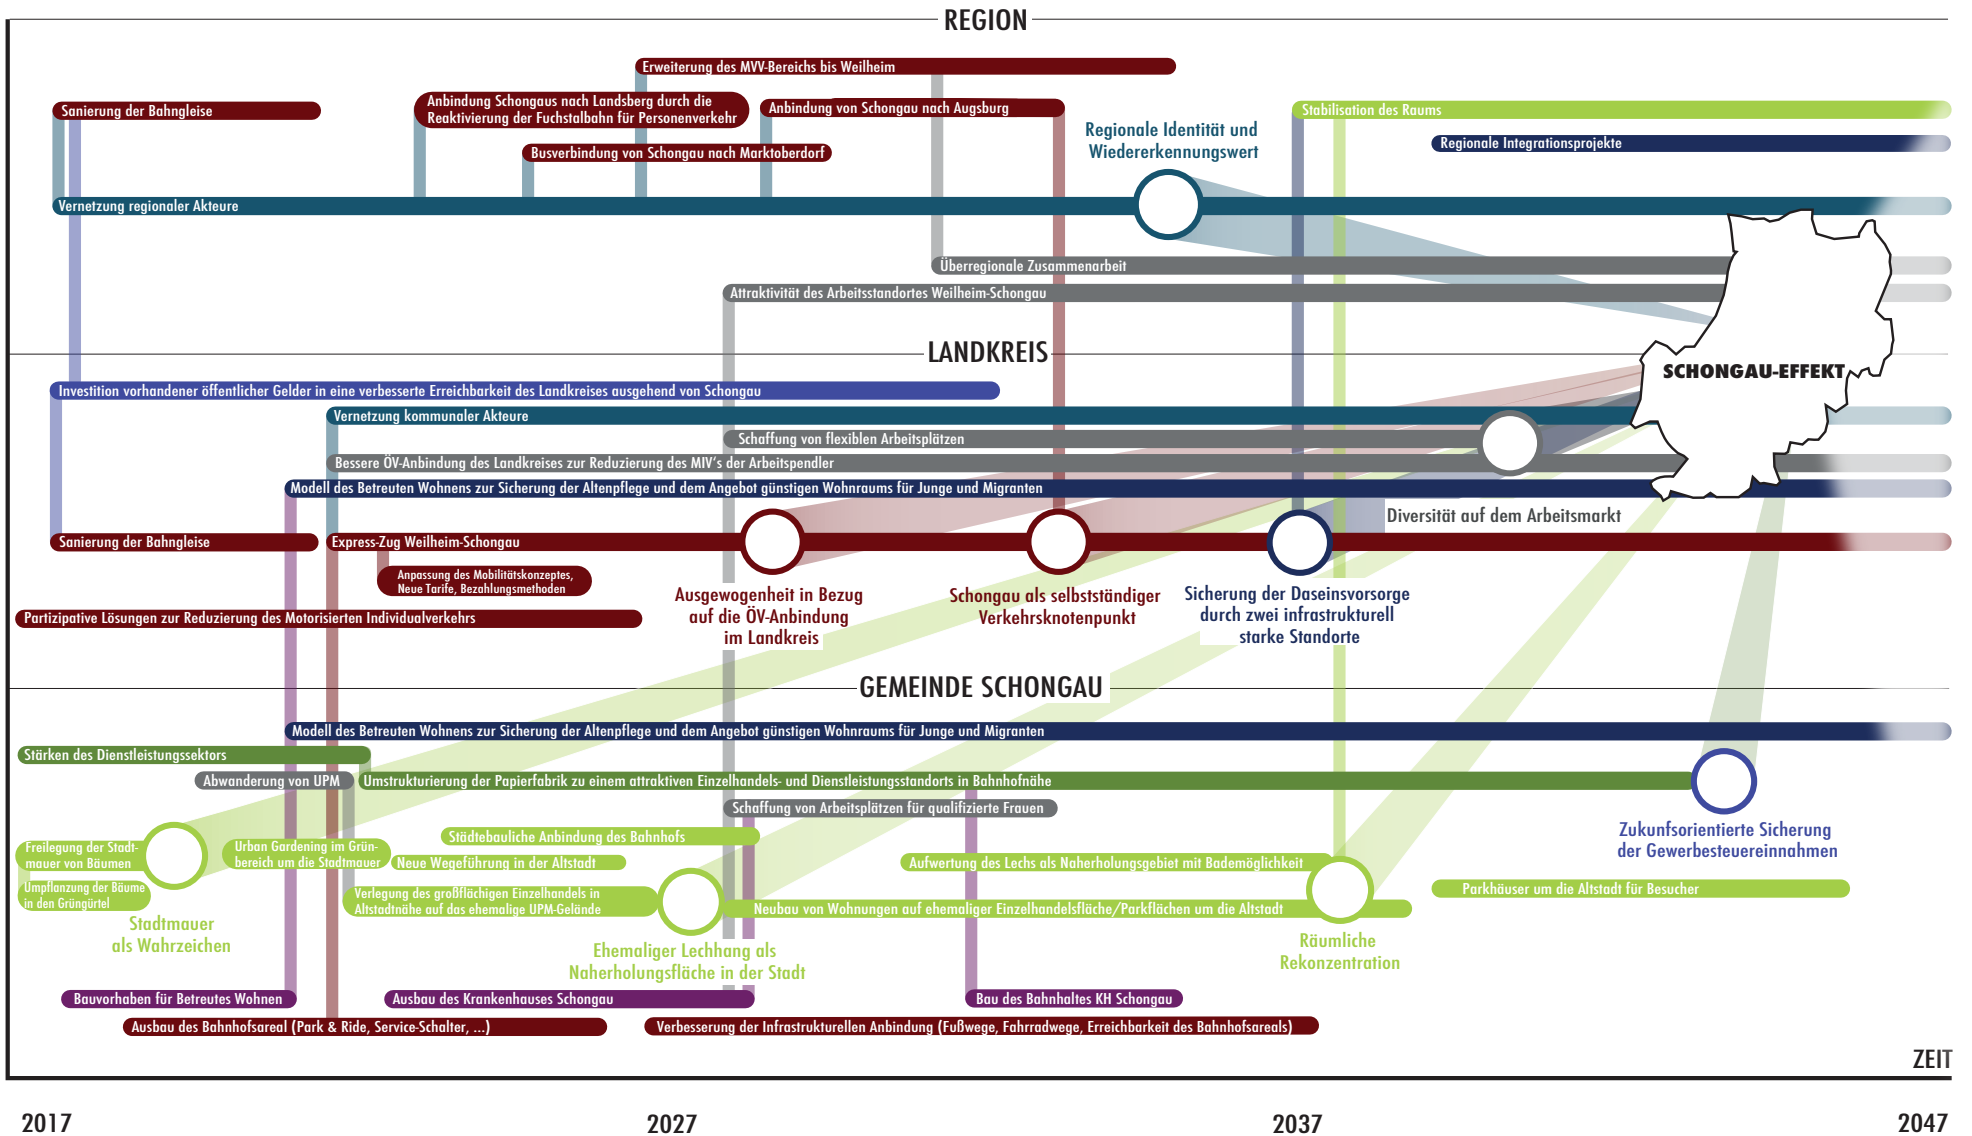 REGION
Erweiterung des MVV-Bereichs bis Weilheim
Sanierung der Bahngleise
Anbindung Schongaus nach Landsberg durch die
Reaktivierung der Fuchstalbahn für Personenverkehr
Anbindung von Schongau nach Augsburg
Stabilisation des Raums
Regionale Identität und
Wiedererkennungswert
Regionale Integrationsprojekte
Busverbindung von Schongau nach Marktoberdorf
Vernetzung regionaler Akteure
Überregionale Zusammenarbeit
Attraktivität des Arbeitsstandortes Weilheim-Schongau
LANDKREIS
SCHONGAU-EFFEKT
Investition vorhandener öffentlicher Gelder in eine verbesserte Erreichbarkeit des Landkreises ausgehend von Schongau
Vernetzung kommunaler Akteure
Schaffung von flexiblen Arbeitsplätzen
Bessere ÖV-Anbindung des Landkreises zur Reduzierung des MIV's der Arbeitspendler
Modell des Betreuten Wohnens zur Sicherung der Altenpflege und dem Angebot günstigen Wohnraums für Junge und Migranten
Diversität auf dem Arbeitsmarkt
Sanierung der Bahngleise
Express-Zug Weilheim-Schongau
Anpassung des Mobilitätskonzeptes,
Neue Tarife, Bezahlungsmethoden
Ausgewogenheit in Bezug
auf die ÖV-Anbindung
im Landkreis
Schongau als selbstständiger
Verkehrsknotenpunkt
Sicherung der Daseinsvorsorge
durch zwei infrastrukturell
starke Standorte
Partizipative Lösungen zur Reduzierung des Motorisierten Individualverkehrs
GEMEINDE SCHONGAU
Modell des Betreuten Wohnens zur Sicherung der Altenpflege und dem Angebot günstigen Wohnraums für Junge und Migranten
Stärken des Dienstleistungssektors
Abwanderung von UPM
Umstrukturierung der Papierfabrik zu einem attraktiven Einzelhandels- und Dienstleistungsstandorts in Bahnhofnähe
Schaffung von Arbeitsplätzen für qualifizierte Frauen
Zukunfsorientierte Sicherung
der Gewerbesteuereinnahmen
Städtebauliche Anbindung des Bahnhofs
Freilegung der Stadt-
mauer von Bäumen
Urban Gardening im Grün-
bereich um die Stadtmauer
Neue Wegeführung in der Altstadt
Aufwertung des Lechs als Naherholungsgebiet mit Bademöglichkeit
Umpflanzung der Bäume
in den Grüngürtel
Verlegung des großflächigen Einzelhandels in
Altstadtnähe auf das ehemalige UPM-Gelände
Parkhäuser um die Altstadt für Besucher
Neubau von Wohnungen auf ehemaliger Einzelhandelsfläche/Parkflächen um die Altstadt
Stadtmauer
als Wahrzeichen
Ehemaliger Lechhang als
Naherholungsfläche in der Stadt
Räumliche
Rekonzentration
Bauvorhaben für Betreutes Wohnen
Ausbau des Krankenhauses Schongau
Bau des Bahnhaltes KH Schongau
Ausbau des Bahnhofsareal (Park & Ride, Service-Schalter, ...)
Verbesserung der Infrastrukturellen Anbindung (Fußwege, Fahrradwege, Erreichbarkeit des Bahnhofsareals)
ZEIT
2017
2027
2037
2047